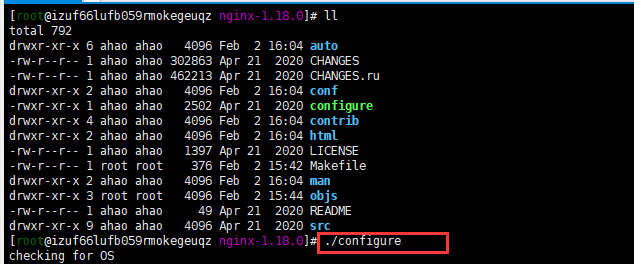 [root@izuf66lufb059rmokegeuqz nginx-1.18.0]# ll
total 792
drwxr-xr-x 6 ahao ahao   4096 Feb  2 16:04 auto
-rw-r--r-- 1 ahao ahao 302863 Apr 21  2020 CHANGES
-rw-r--r-- 1 ahao ahao 462213 Apr 21  2020 CHANGES.ru
drwxr-xr-x 2 ahao ahao   4096 Feb  2 16:04 conf
-rwxr-xr-x 1 ahao ahao   2502 Apr 21  2020 configure
drwxr-xr-x 4 ahao ahao   4096 Feb  2 16:04 contrib
drwxr-xr-x 2 ahao ahao   4096 Feb  2 16:04 html
-rw-r--r-- 1 ahao ahao   1397 Apr 21  2020 LICENSE
-rw-r--r-- 1 root root    376 Feb  2 15:42 Makefile
drwxr-xr-x 2 ahao ahao   4096 Feb  2 16:04 man
drwxr-xr-x 3 root root   4096 Feb  2 15:44 objs
-rw-r--r-- 1 ahao ahao     49 Apr 21  2020 README
drwxr-xr-x 9 ahao ahao   4096 Apr 21  2020 src
[root@izuf66lufb059rmokegeuqz nginx-1.18.0]# ./configure
checking for OS